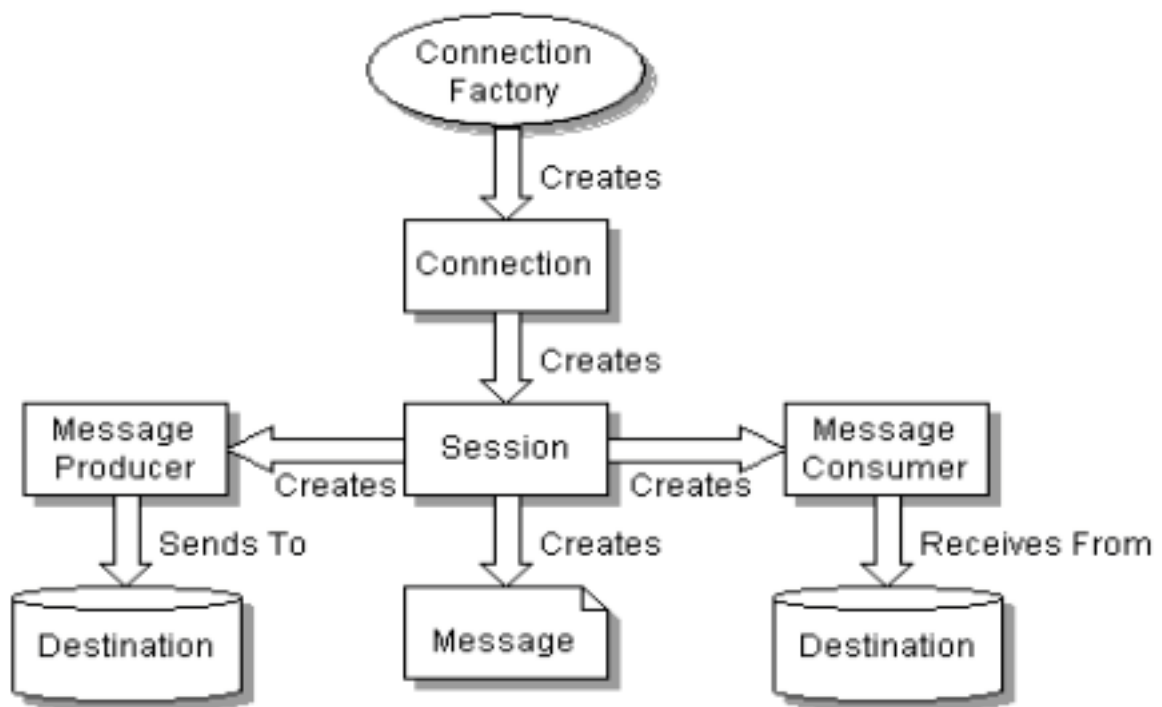 Connection
Factory
Creates
Connection
Creates
Message
Producer
Session
Message
Consumer
Creates
Creates
Sends To
Creates
Receives From
Destination
Message
Destination